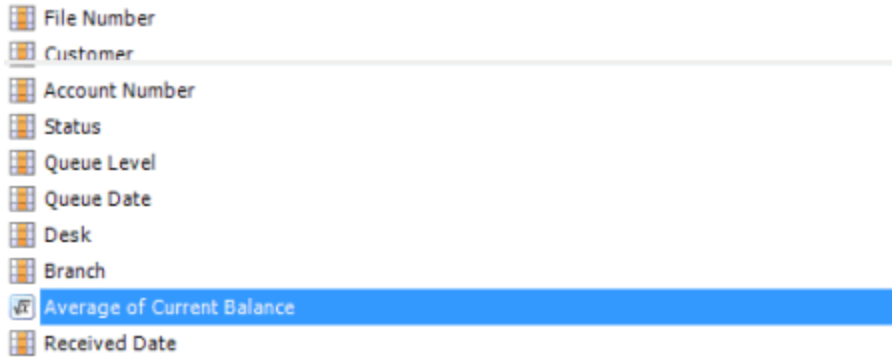 File Number
Customer
Account Number
Status
Queue Level
Queue Date
Desk
Branch
Average of Current Balance
Received Date